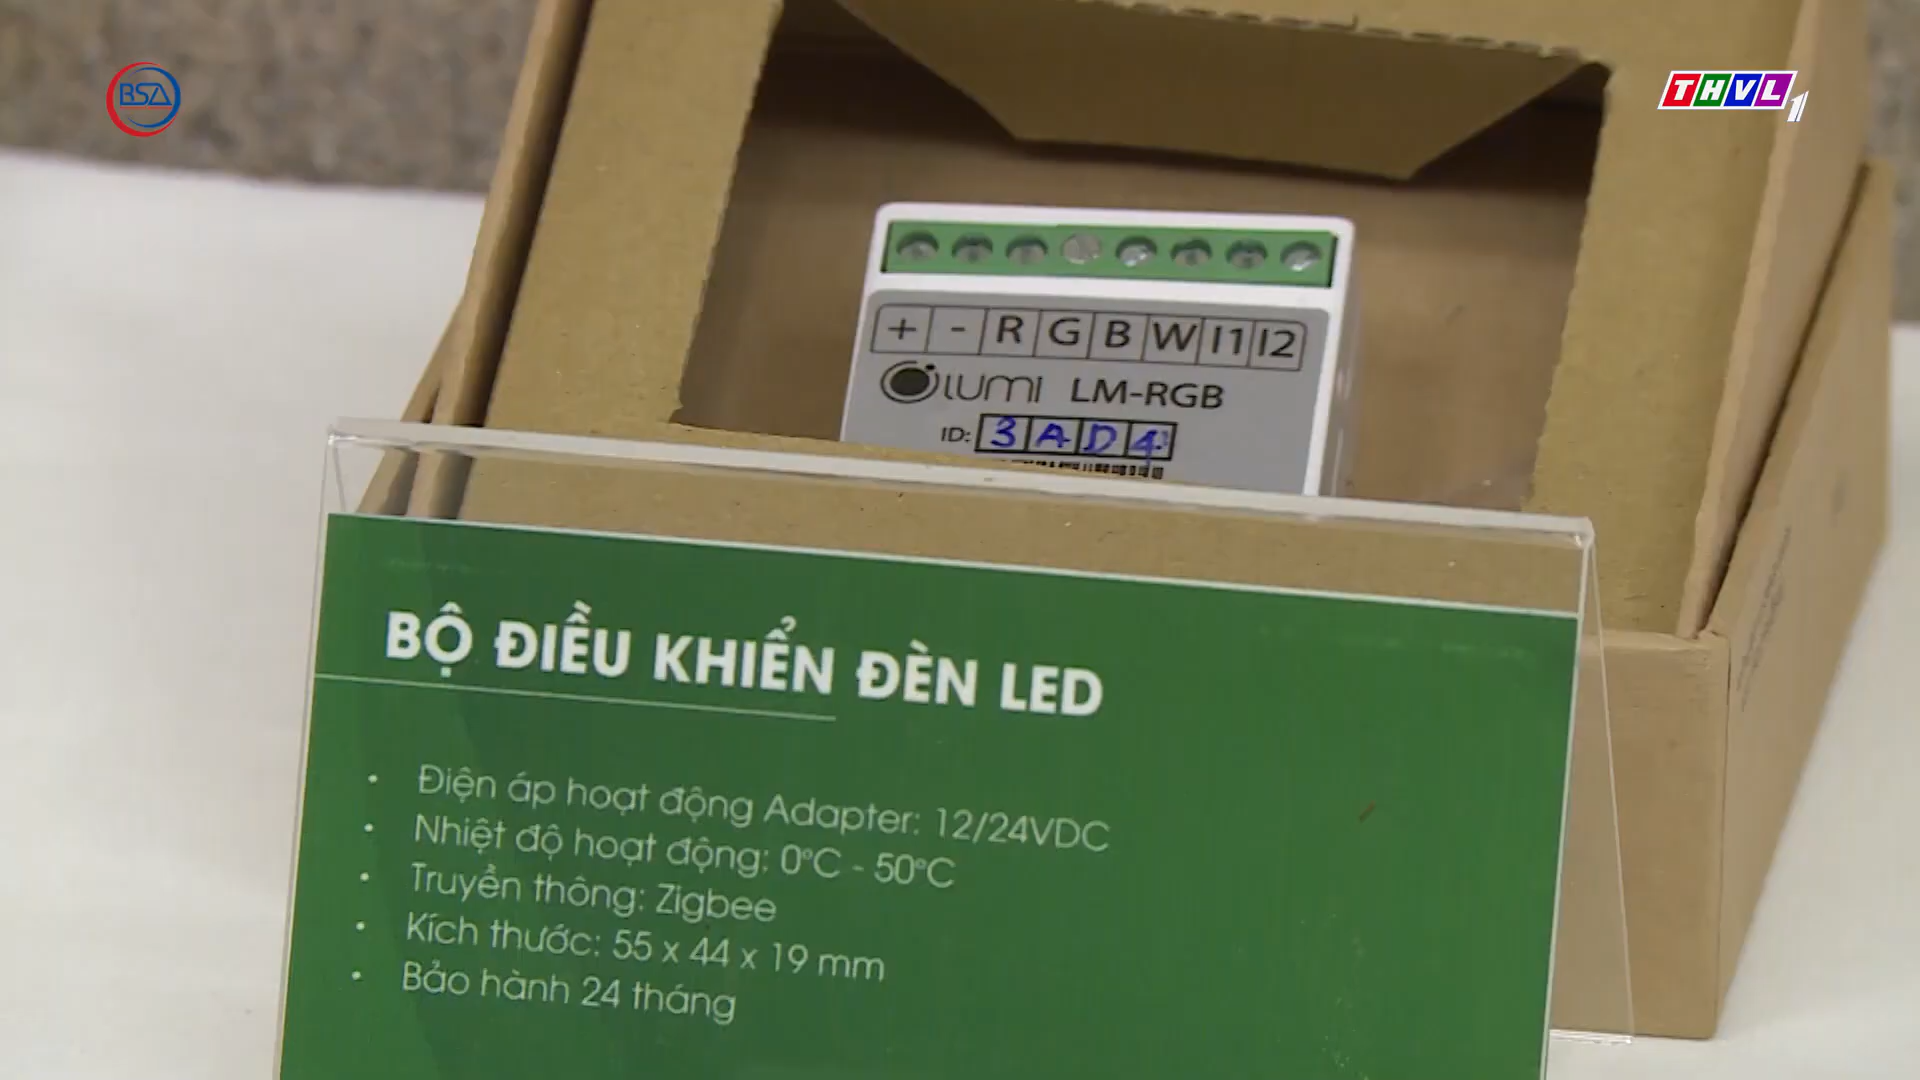 BSA
THVL1
+ - R G B W I1 I2
LUMI LM-RGB
ID: 3AD4
BỘ ĐIỀU KHIỂN ĐÈN LED
• Điện áp hoạt động Adapter: 12/24VDC
• Nhiệt độ hoạt động: 0°C - 50°C
• Truyền thông: Zigbee
• Kích thước: 55 x 44 x 19 mm
• Bảo hành 24 tháng